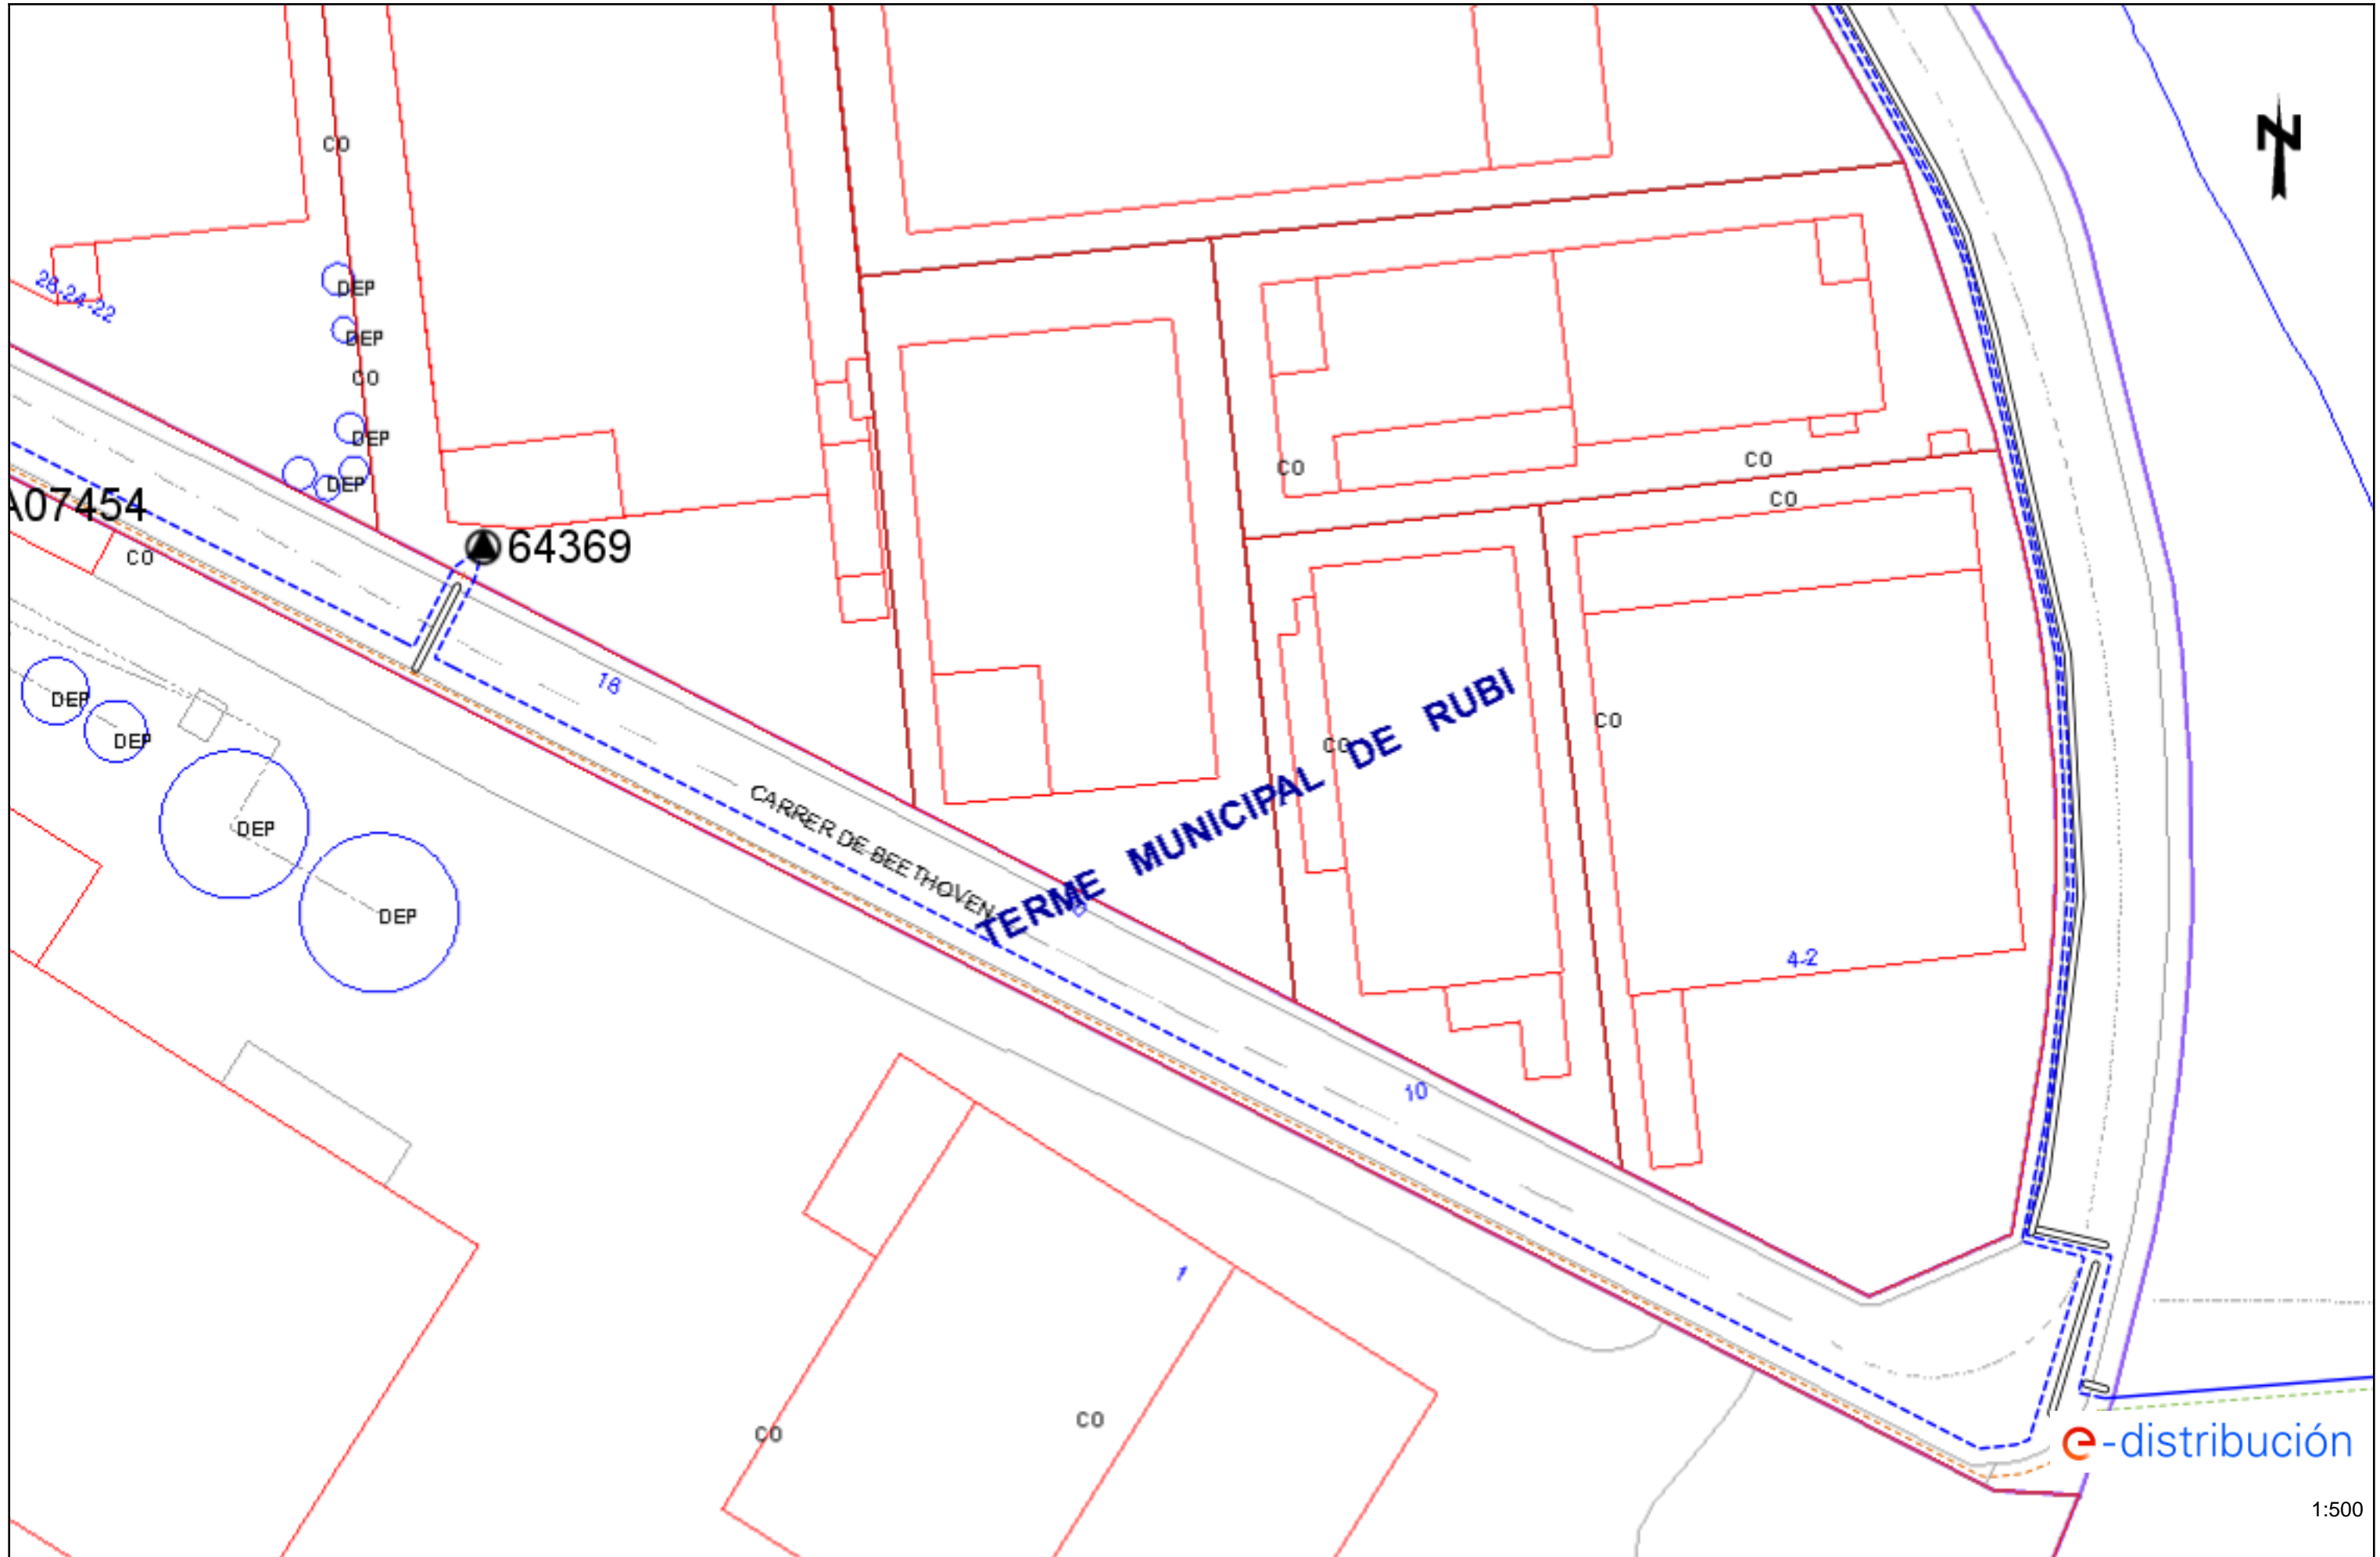 CO
N
28-24-22
DEP
DEP
CO
DEP
DEP
CO
CO
CO
A07454
CO
64369
DEP
DEP
18
CO
CO
TERME MUNICIPAL DE RUBI
CARRER DE BEETHOVEN
DEP
DEP
4-2
10
1
CO
CO
e-distribución
1:500